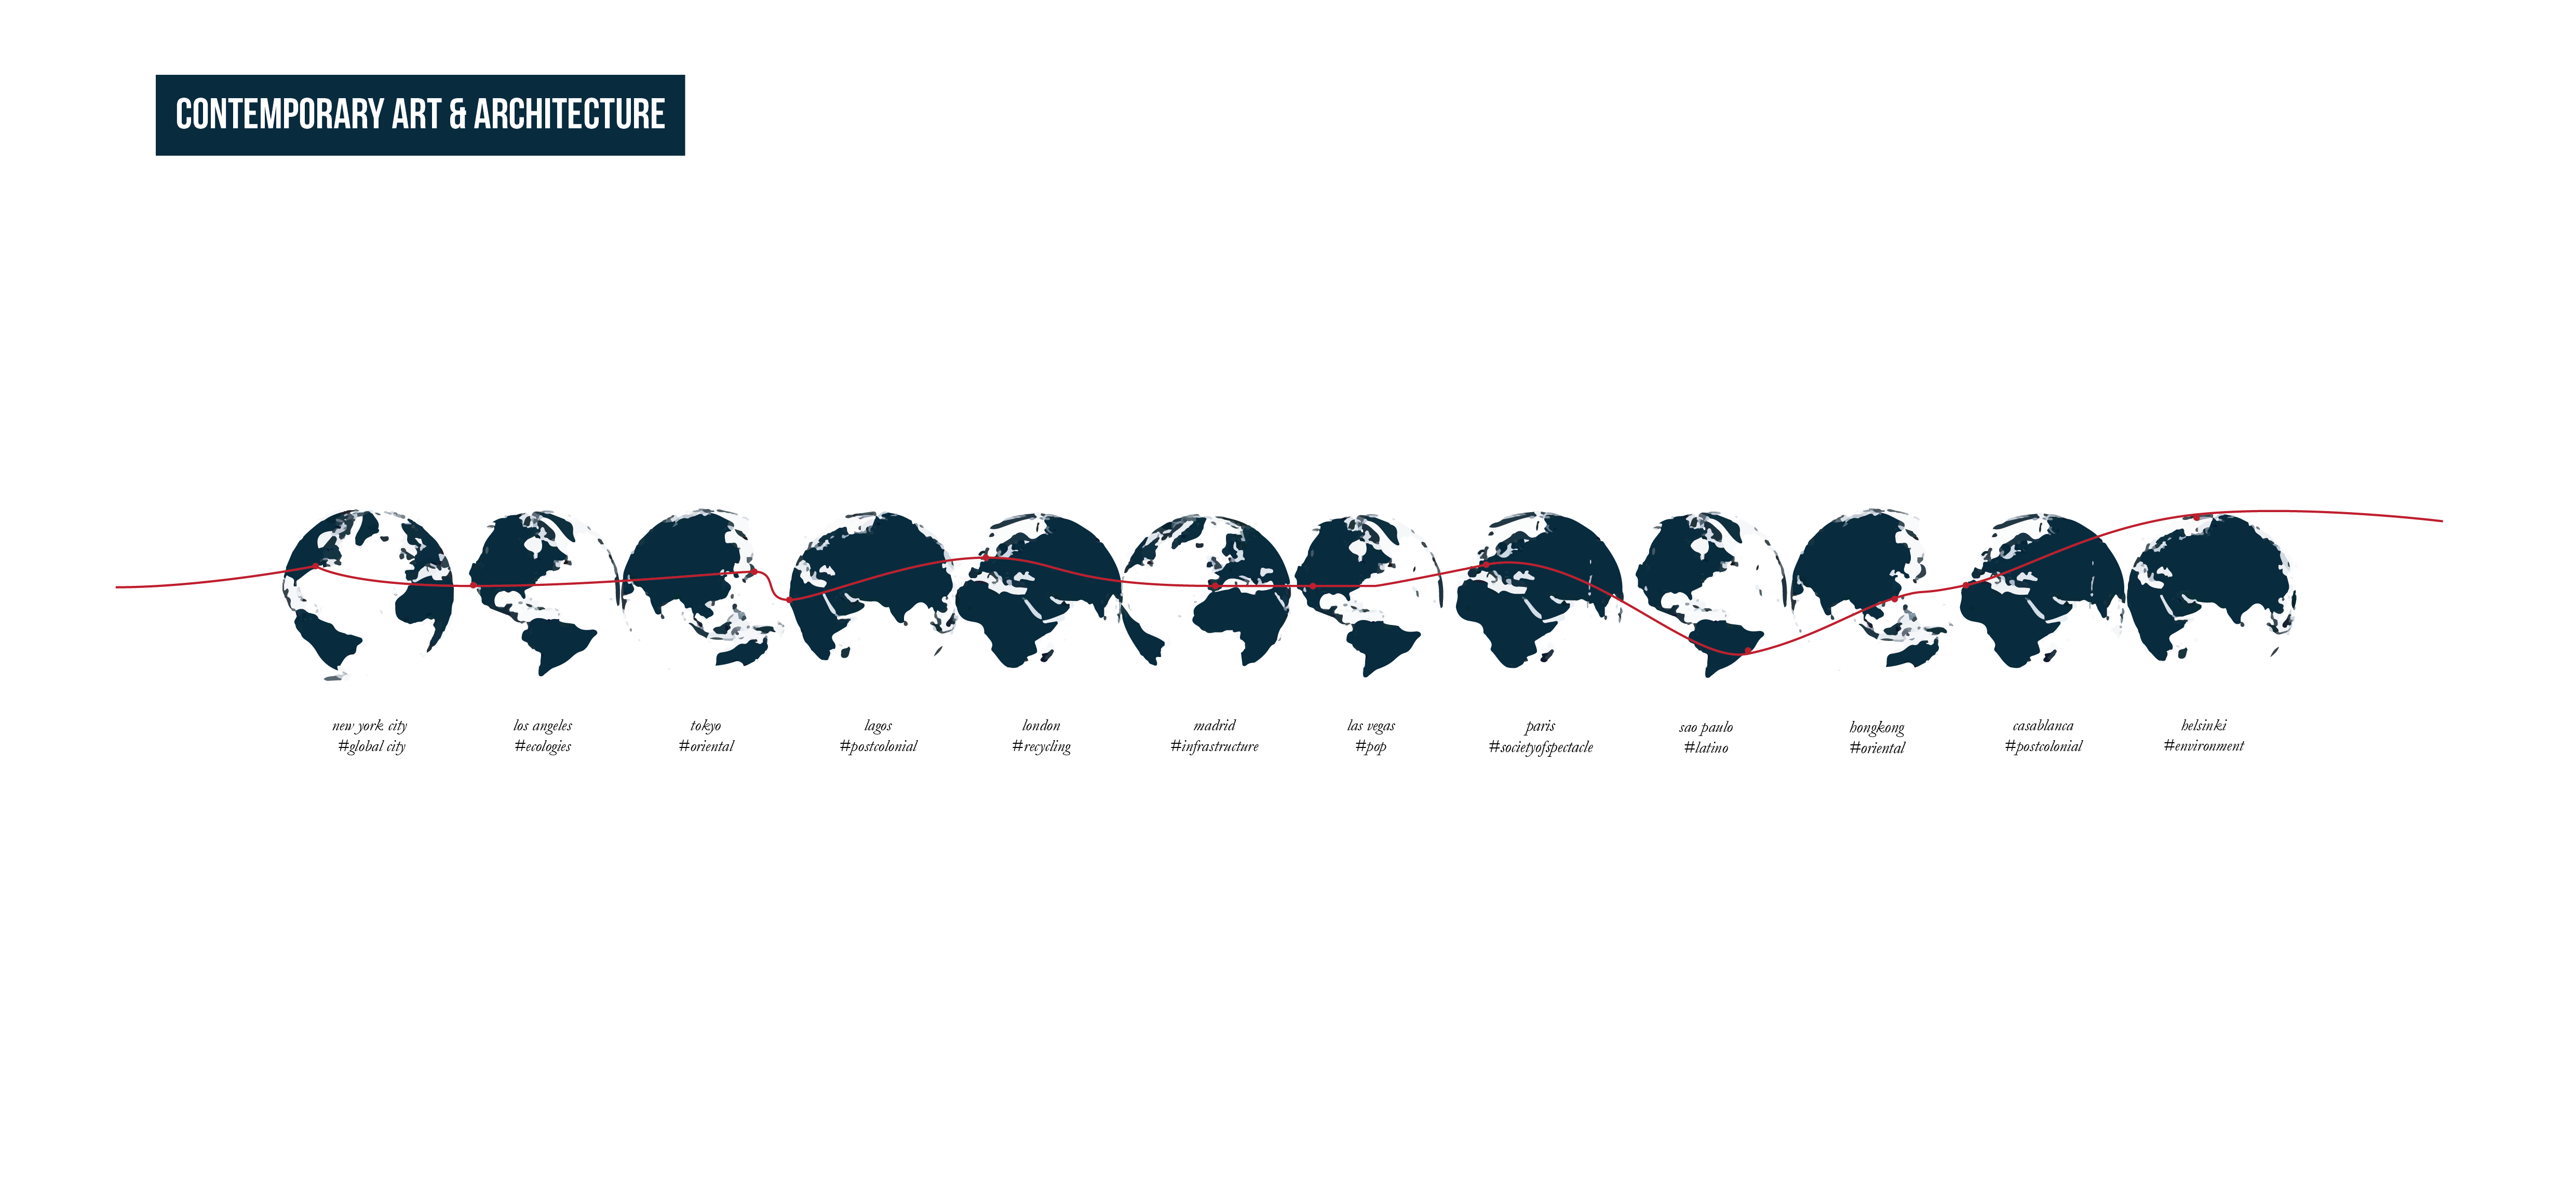 CONTEMPORARY ART & ARCHITECTURE
new york city
#global city
los angeles
#ecologies
tokyo
#oriental
lagos
#postcolonial
london
#recycling
madrid
#infrastructure
las vegas
#pop
paris
#societyofspectacle
sao paulo
#latino
hongkong
#oriental
casablanca
#postcolonial
helsinki
#environment